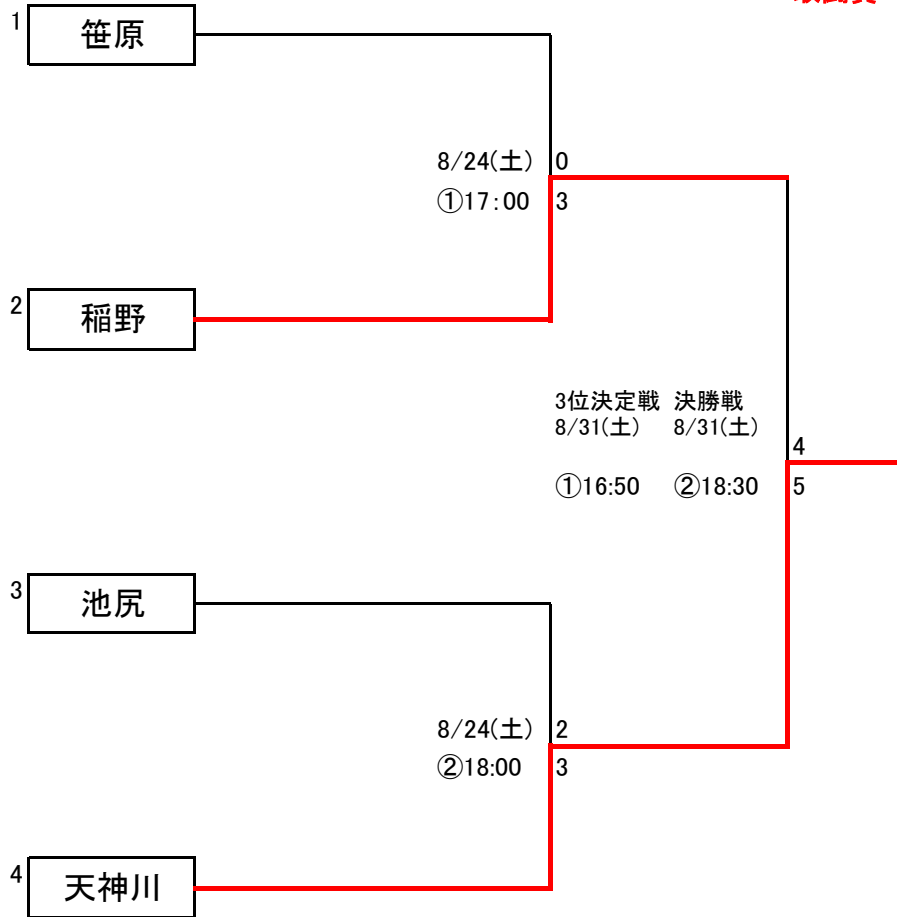 1
笹原
8/24(土) 0
①17:00 3
2
稲野
3位決定戦 決勝戦
8/31(土) 8/31(土)
4
①16:50 ②18:30 5
3
池尻
8/24(土) 2
②18:00 3
4
天神川